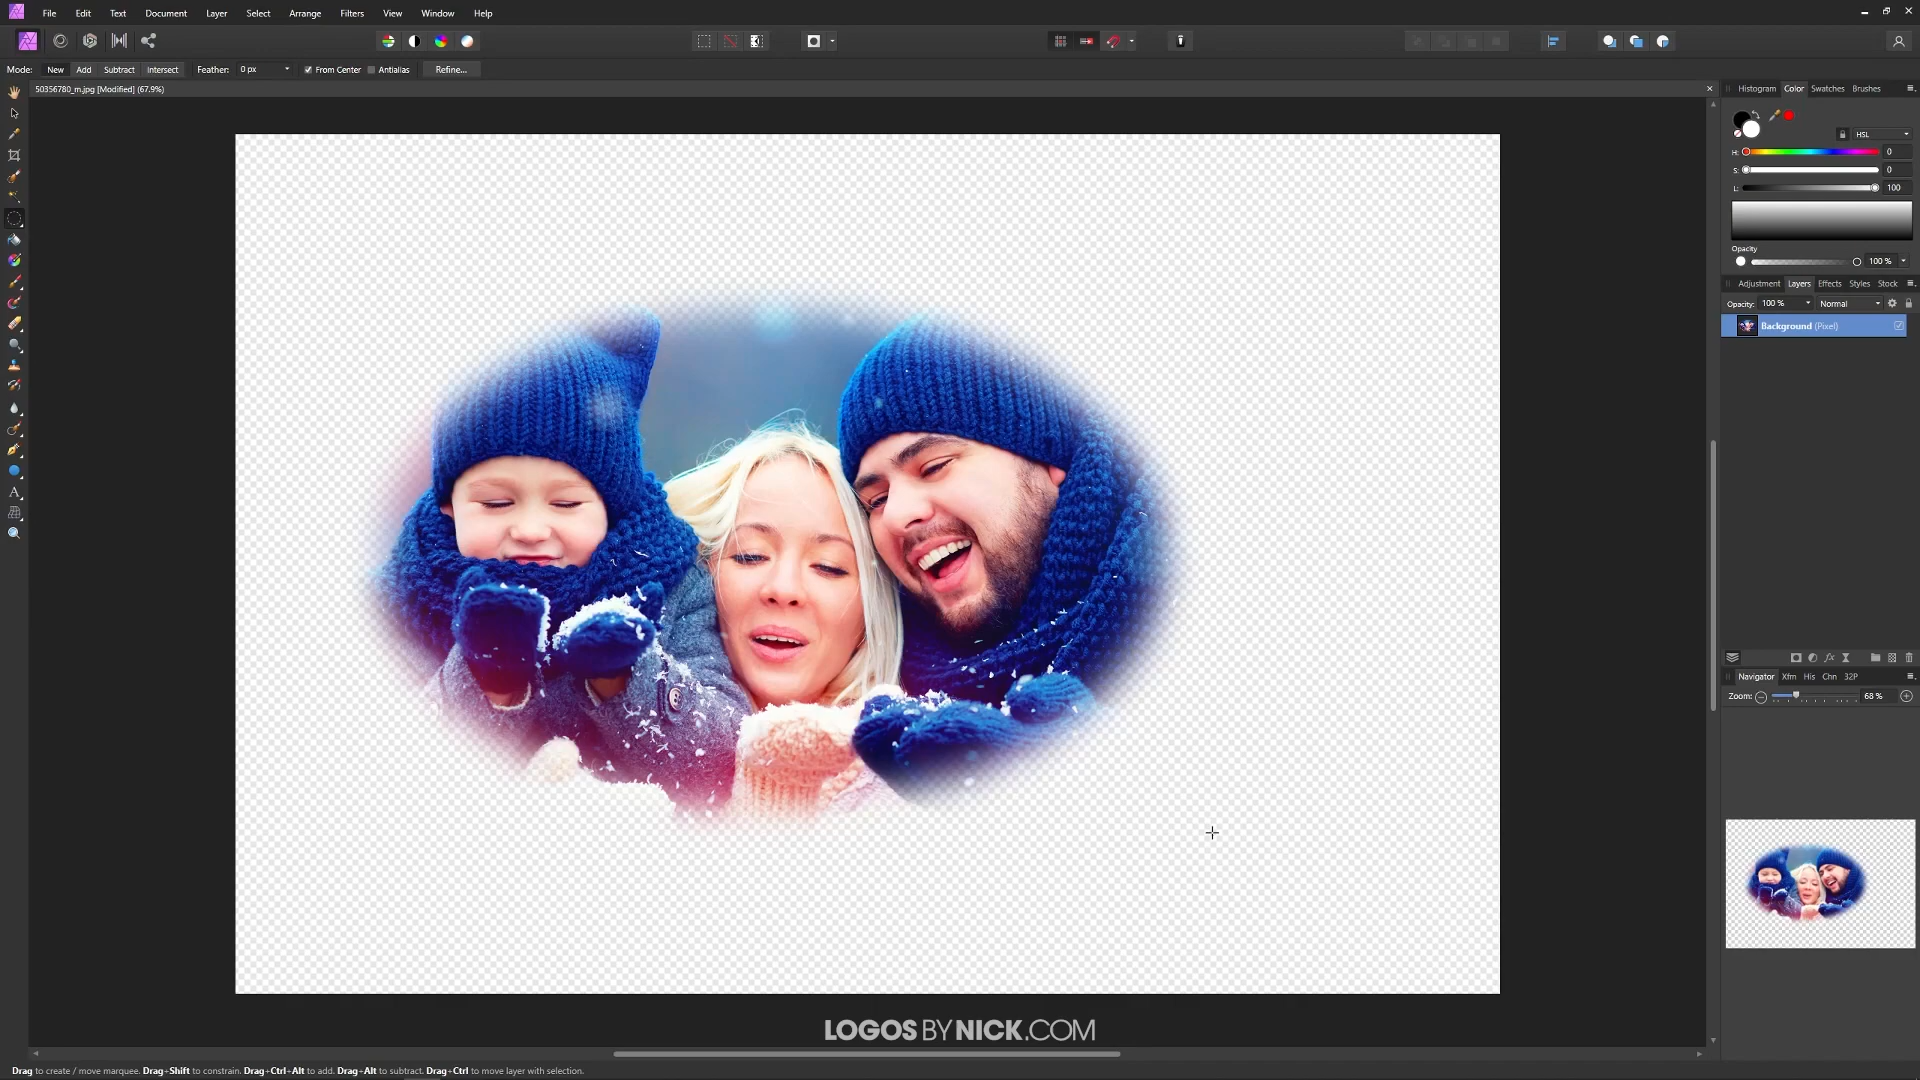 File Edit Text Document Layer Select Arrange Filters View Window Help
Mode: New Add Subtract Intersect Feather: 0 px From Center Antialias Refine...
50356780_m.jpg [Modified] (67.9%)
Histogram Color Swatches Brushes
HSL
H: 0
S: 0
L: 100
Opacity
100 %
Adjustment Layers Effects Styles Stock
Opacity: 100 % Normal
Background (Pixel)
Navigator Xfm His Chn 32P
Zoom: 68 %
LOGOS BY NICK.COM
Drag to create / move marquee. Drag+Shift to constrain. Drag+Ctrl+Alt to add. Drag+Alt to subtract. Drag+Ctrl to move layer with selection.